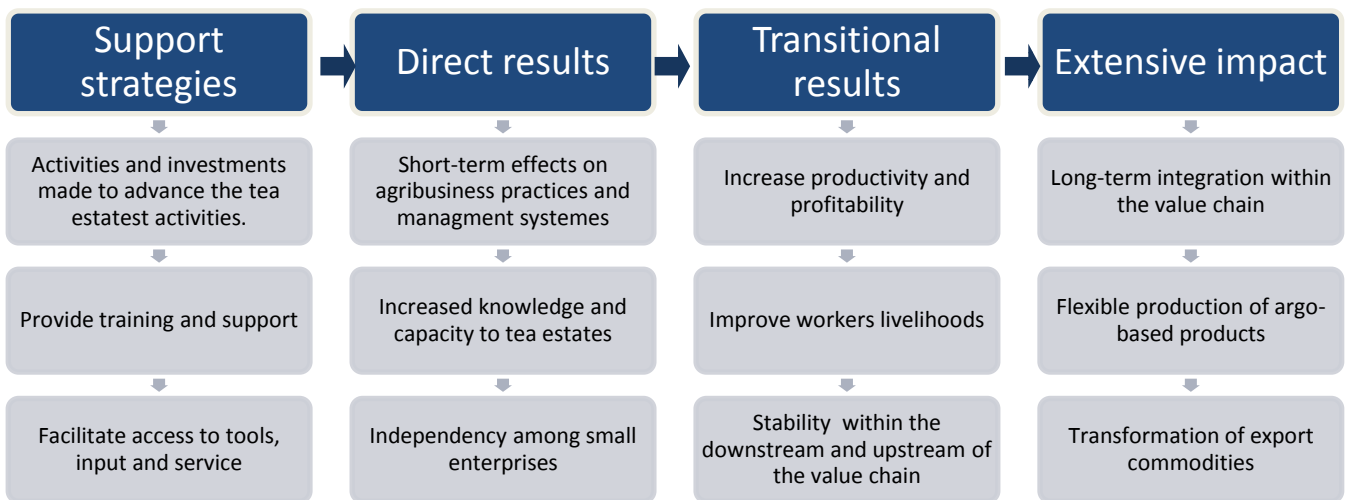 Support
strategies
Activities and investments
made to advance the tea
estatest activities.
Provide training and support
Facilitate access to tools,
input and service
Direct results
Short-term effects on
agribusiness practices and
managment systemes
Increased knowledge and
capacity to tea estates
Independency among small
enterprises
Transitional
results
Increase productivity and
profitability
Improve workers livelihoods
Stability within the
downstream and upstream of
the value chain
Extensive impact
Long-term integration within
the value chain
Flexible production of argo-
based products
Transformation of export
commodities